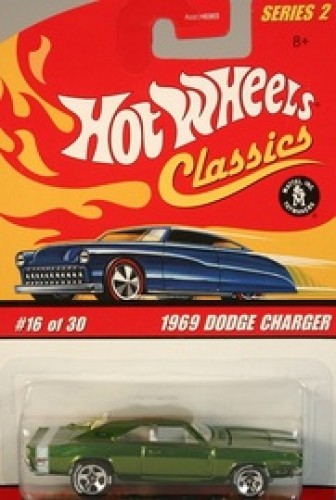 SERIES 2
8+
HOT WHEELS
Classics
#16 of 30
1969 DODGE CHARGER